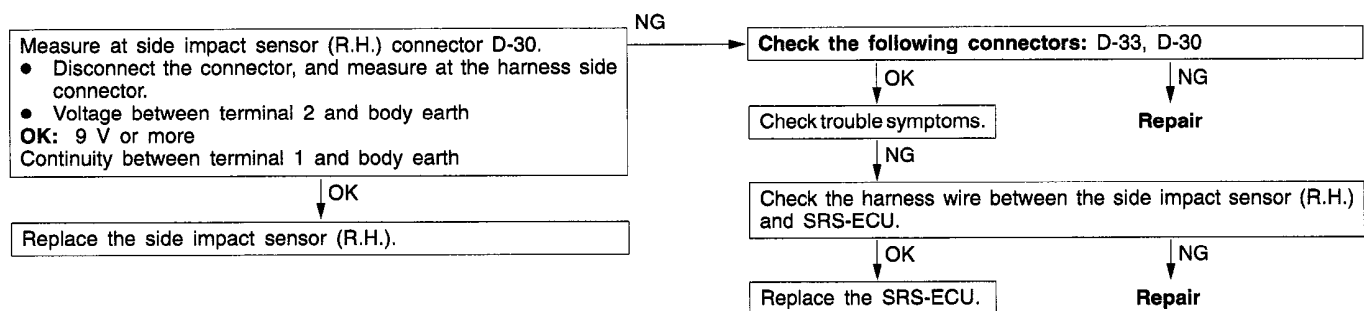 Measure at side impact sensor (R.H.) connector D-30.
● Disconnect the connector, and measure at the harness side
connector.
● Voltage between terminal 2 and body earth
OK: 9 V or more
Continuity between terminal 1 and body earth
OK
Replace the side impact sensor (R.H.).
NG
Check the following connectors: D-33, D-30
OK
NG
Check trouble symptoms.
Repair
NG
Check the harness wire between the side impact sensor (R.H.)
and SRS-ECU.
OK
NG
Replace the SRS-ECU.
Repair